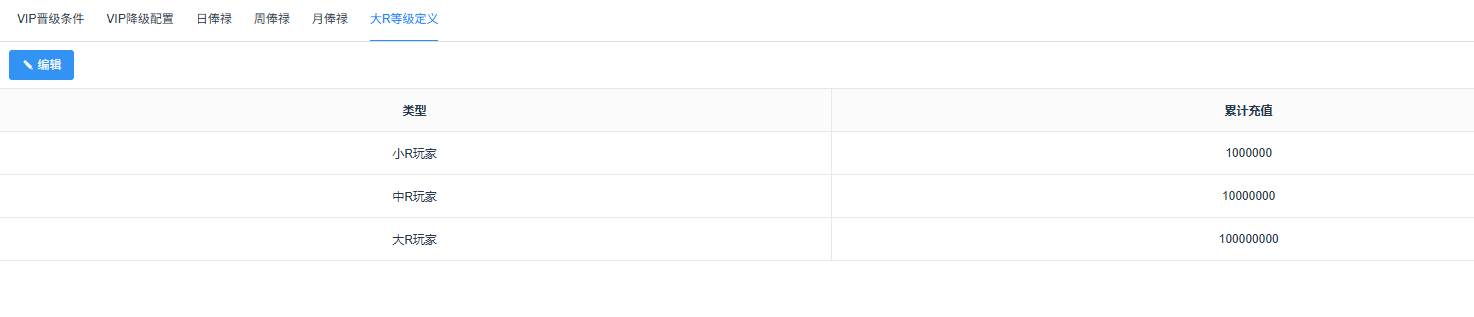 VIP晋级条件 VIP降级配置 日俸禄 周俸禄 月俸禄 大R等级定义
编辑
类型 累计充值
小R玩家 1000000
中R玩家 10000000
大R玩家 100000000